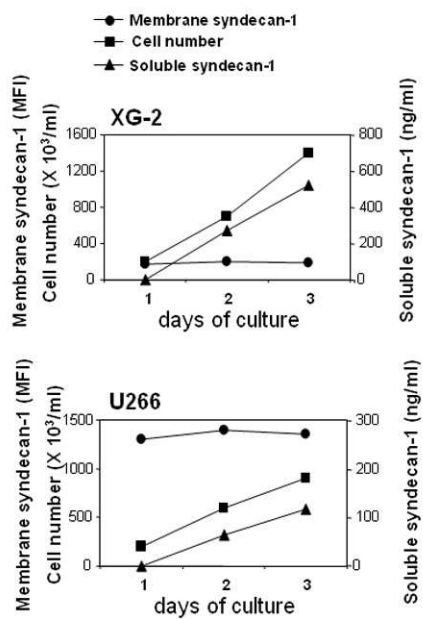 Membrane syndecan-1
Cell number
Soluble syndecan-1
XG-2
Membrane syndecan-1 (MFI)
Cell number (X 10³/ml)
1600
1200
800
400
0
800
600
400
200
0
Soluble syndecan-1 (ng/ml)
1 2 3
days of culture
U266
Membrane syndecan-1 (MFI)
Cell number (X 10³/ml)
1500
1000
500
0
300
200
100
0
Soluble syndecan-1 (ng/ml)
1 2 3
days of culture